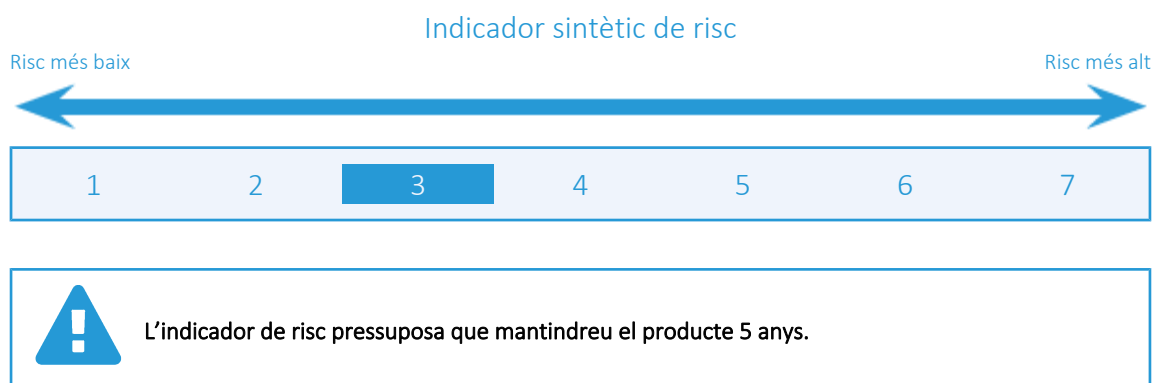 Indicador sintètic de risc
Risc més baix Risc més alt
1 2 3 4 5 6 7
L’indicador de risc pressuposa que mantindreu el producte 5 anys.